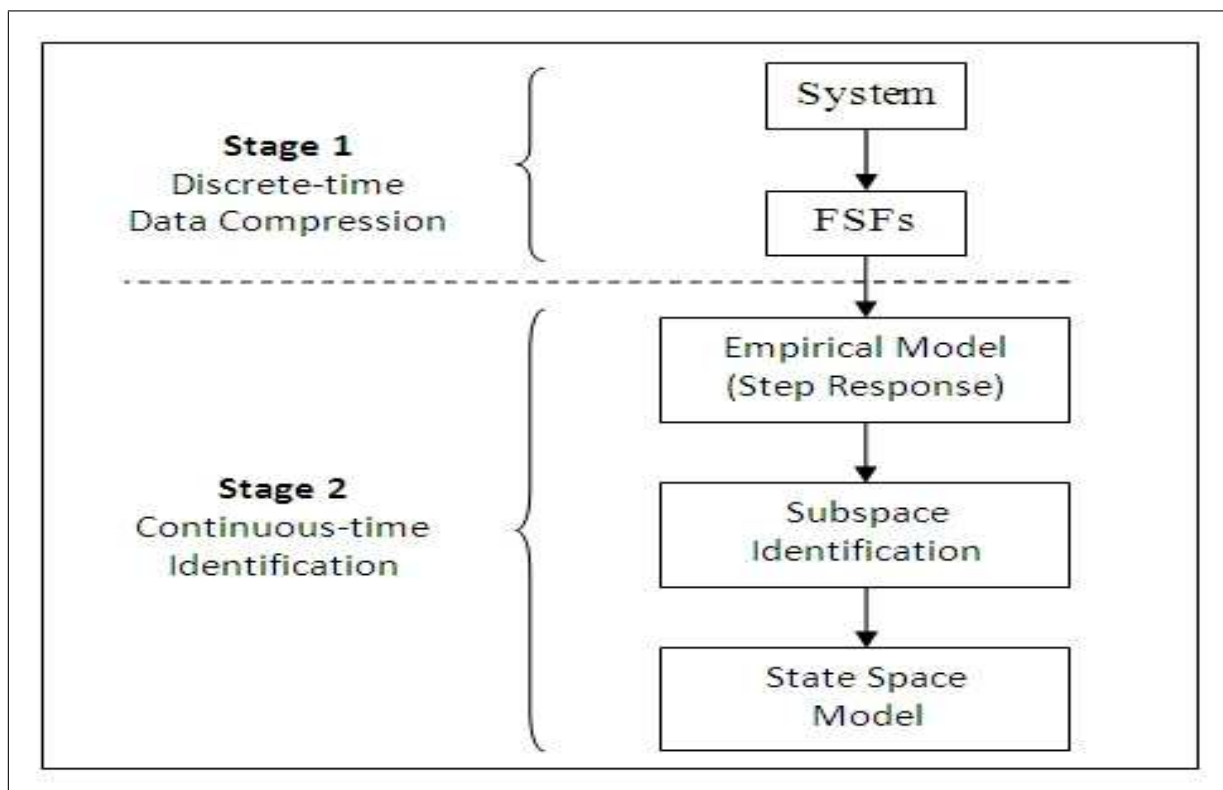 Stage 1
Discrete-time
Data Compression
System
FSFs
Stage 2
Continuous-time
Identification
Empirical Model
(Step Response)
Subspace
Identification
State Space
Model